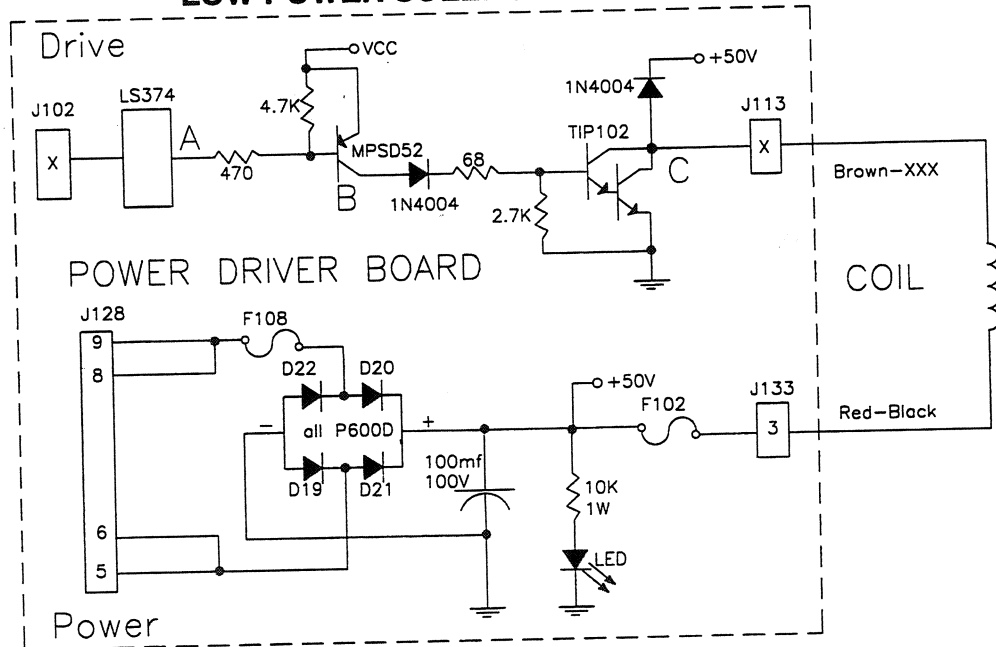 Drive
VCC
+50V
J102
LS374
4.7K
1N4004
J113
A
MPSD52
68
TIP102
X
X
470
B
C
1N4004
2.7K
Brown-XXX
POWER DRIVER BOARD
COIL
J128
F108
9
8
D22
D20
+50V
F102
J133
Red-Black
-
all
P600D
+
3
100mf
100V
D19
D21
10K
1W
6
5
LED
Power